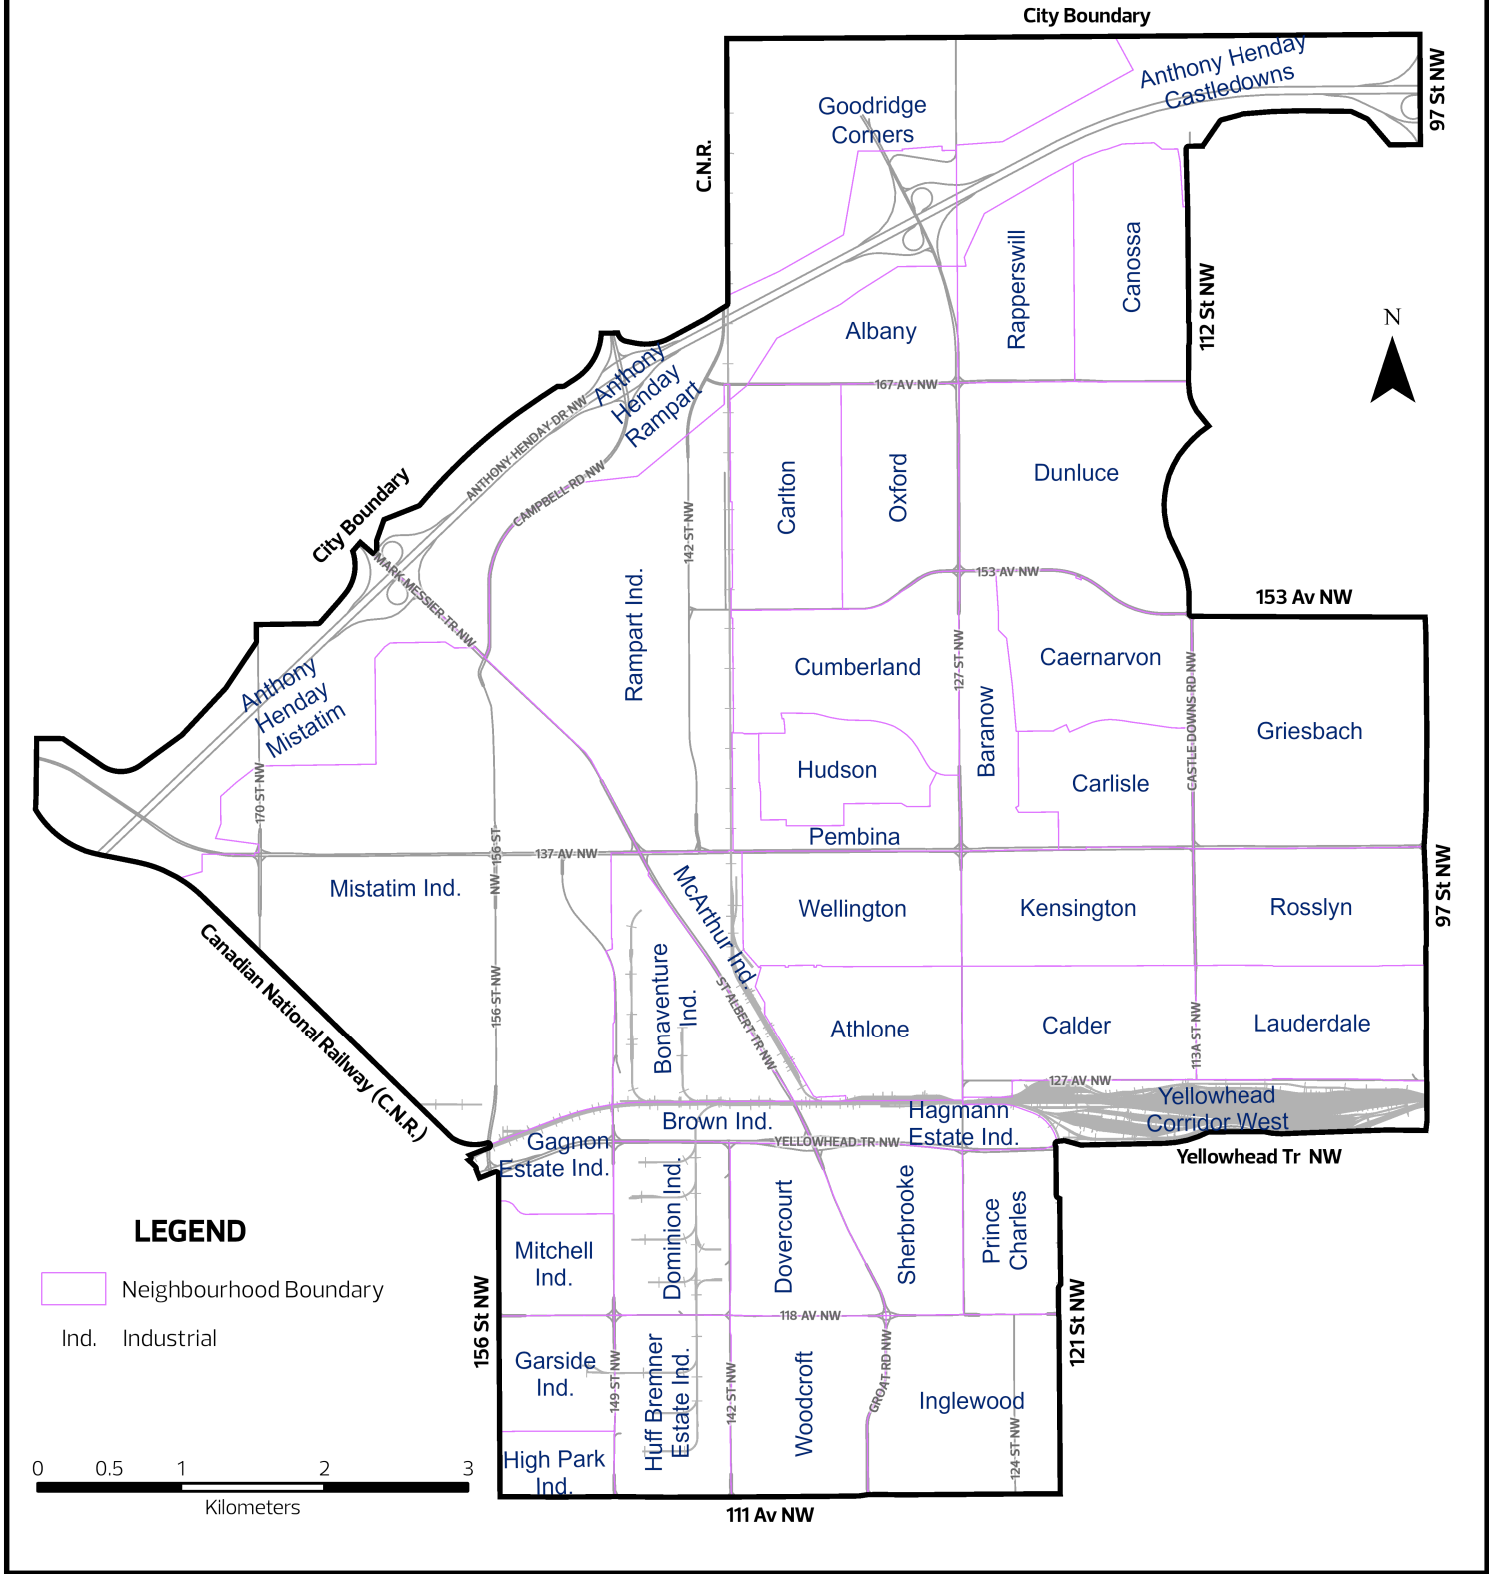 City Boundary
Anthony Henday
Castledowns
97 St NW
Goodridge
Corners
C.N.R.
Rapperswill
Canossa
112 St NW
N
Albany
167 AV NW
Anthony
Henday
Rampart
ANTHONY HENDAY DR NW
CAMPBELL RD NW
City Boundary
MARK MESSIER TR NW
142 ST NW
Carlton
Oxford
Dunluce
153 AV NW
153 Av NW
Rampart Ind.
Cumberland
127 ST NW
Baranow
Caernarvon
CASTLE DOWNS RD NW
Griesbach
Anthony
Henday
Mistatim
170 ST NW
Hudson
Carlisle
Pembina
156 ST NW
137 AV NW
Mistatim Ind.
McArthur Ind.
Wellington
Kensington
Rosslyn
97 St NW
Canadian National Railway (C.N.R.)
156 ST NW
Bonaventure
Ind.
ST ALBERT TR NW
Athlone
Calder
Lauderdale
113A ST NW
127 AV NW
Yellowhead
Corridor West
Hagmann
Estate Ind.
Brown Ind.
Gagnon
Estate Ind.
YELLOWHEAD TR NW
Yellowhead Tr NW
Dominion Ind.
Dovercourt
Sherbrooke
Prince
Charles
Mitchell
Ind.
118 AV NW
156 St NW
121 St NW
Garside
Ind.
149 ST NW
Huff Bremner
Estate Ind.
142 ST NW
Woodcroft
GROAT RD NW
Inglewood
124 ST NW
High Park
Ind.
111 Av NW
LEGEND
Neighbourhood Boundary
Ind. Industrial
0 0.5 1 2 3
Kilometers